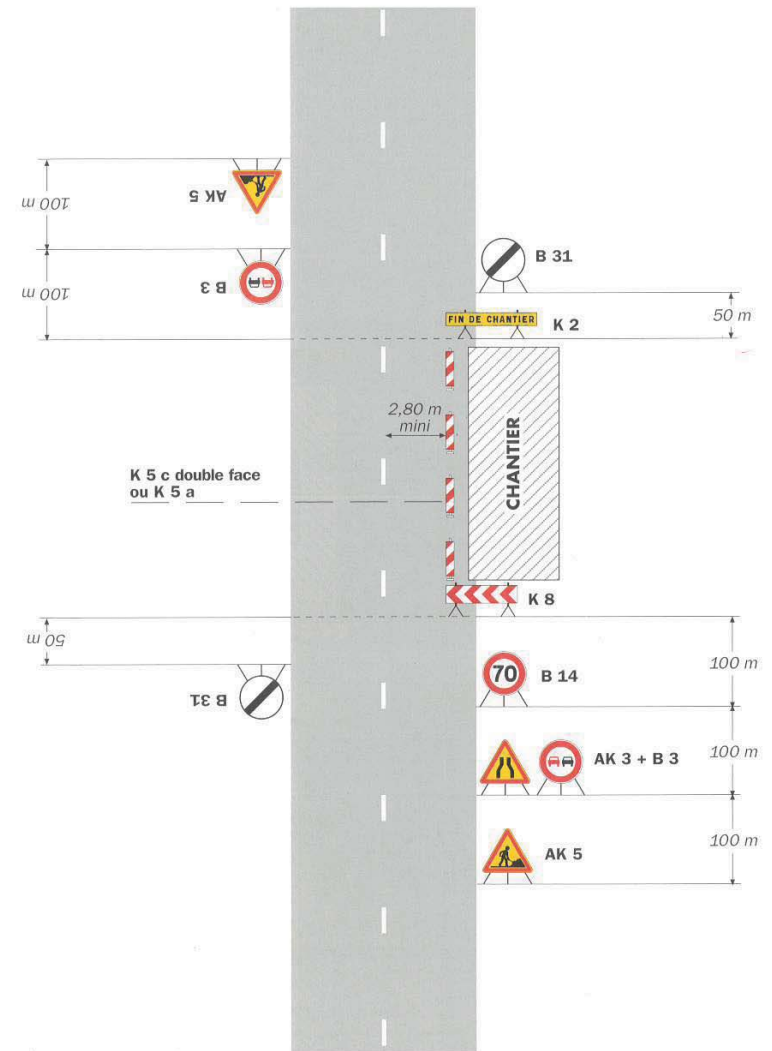 AK 5
100 m
B 3
100 m
B 31
FIN DE CHANTIER
K 2
50 m
2,80 m
mini
CHANTIER
K 5 c double face
ou K 5 a
K 8
50 m
B 31
70
B 14
100 m
AK 3 + B 3
100 m
AK 5
100 m